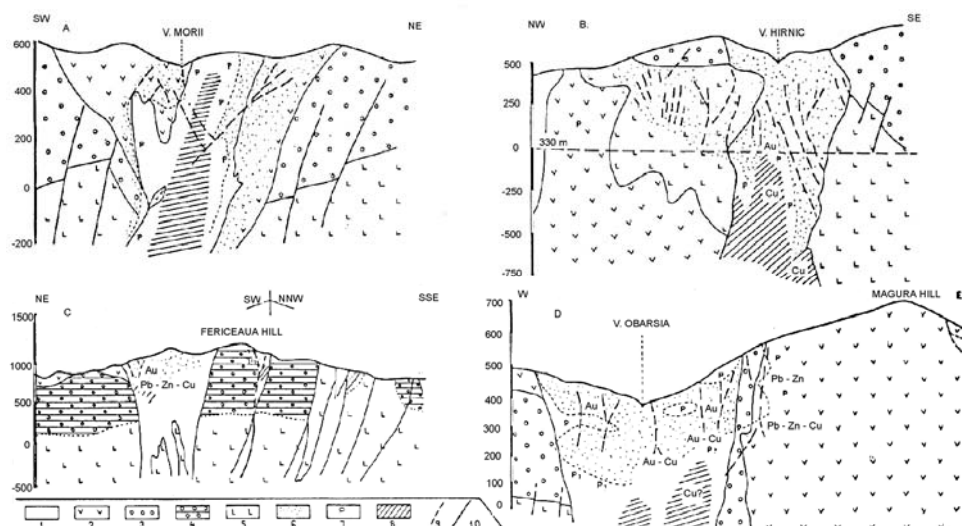 SW
A
V. MORII
NE
600
400
200
0
-200
P
P
P
P
P
P
NW
B.
V. HIRNIC
SE
500
250
0
-250
-500
-750
330 m
P
Au
P
Cu
P
P
Cu
NE
C
SW
NNW
SSE
FERICEAUA HILL
1500
1000
500
0
-500
Au
Pb - Zn - Cu
W
D
V. OBARSIA
MAGURA HILL
E
700
600
500
400
300
200
100
0
Au
P
Au
Au - Cu
Au - Cu
Pb - Zn
Pb - Zn - Cu
P1
P1
Cu?
1
2
3
4
5
6
7
8
9
10